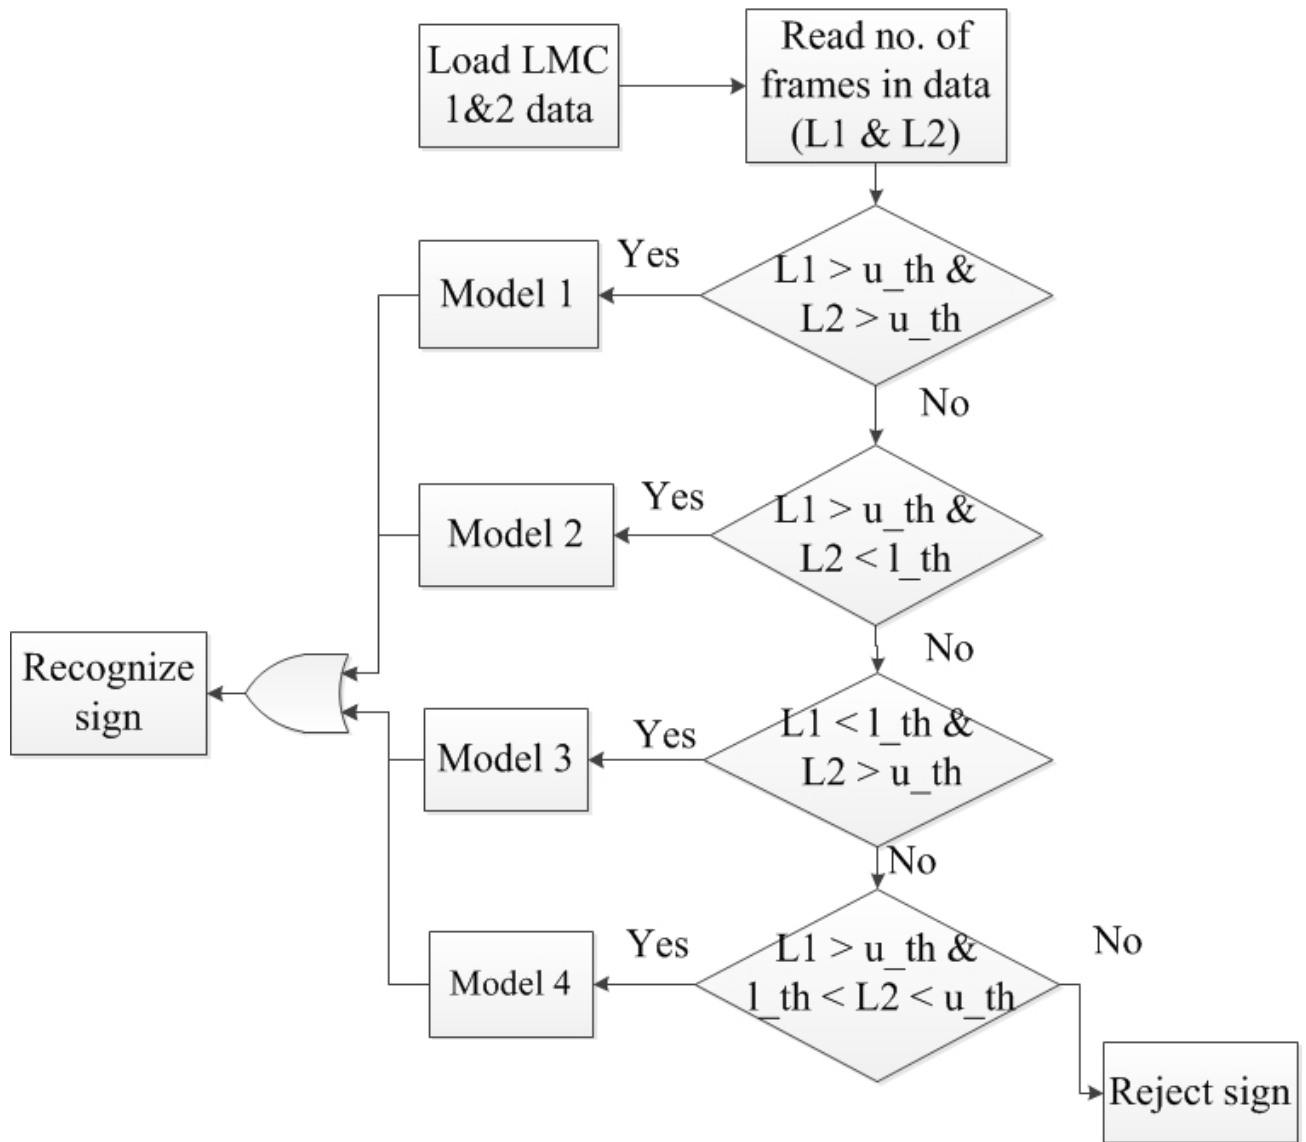 Load LMC
1&2 data
Read no. of
frames in data
(L1 & L2)
L1 > u_th &
L2 > u_th
Yes
Model 1
No
L1 > u_th &
L2 < l_th
Yes
Model 2
No
L1 < l_th &
L2 > u_th
Yes
Model 3
Recognize
sign
No
L1 > u_th &
l_th < L2 < u_th
Yes
Model 4
No
Reject sign